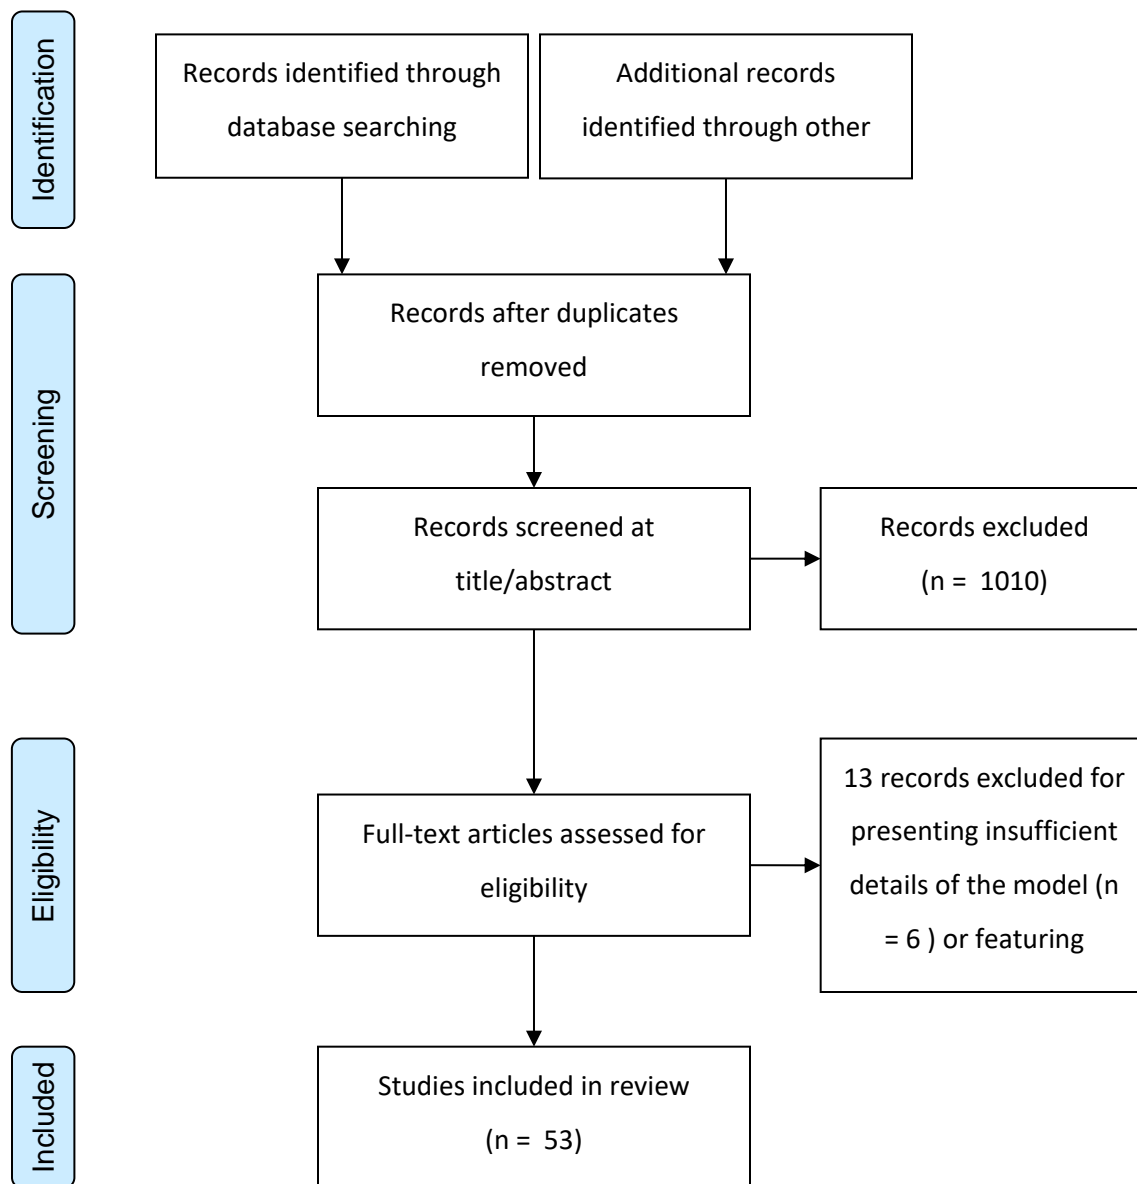 Identification
Records identified through
database searching
Additional records
identified through other
Screening
Records after duplicates
removed
Records screened at
title/abstract
Records excluded
(n =  1010)
Eligibility
Full-text articles assessed for
eligibility
13 records excluded for
presenting insufficient
details of the model (n
= 6 ) or featuring
Included
Studies included in review
(n =  53)